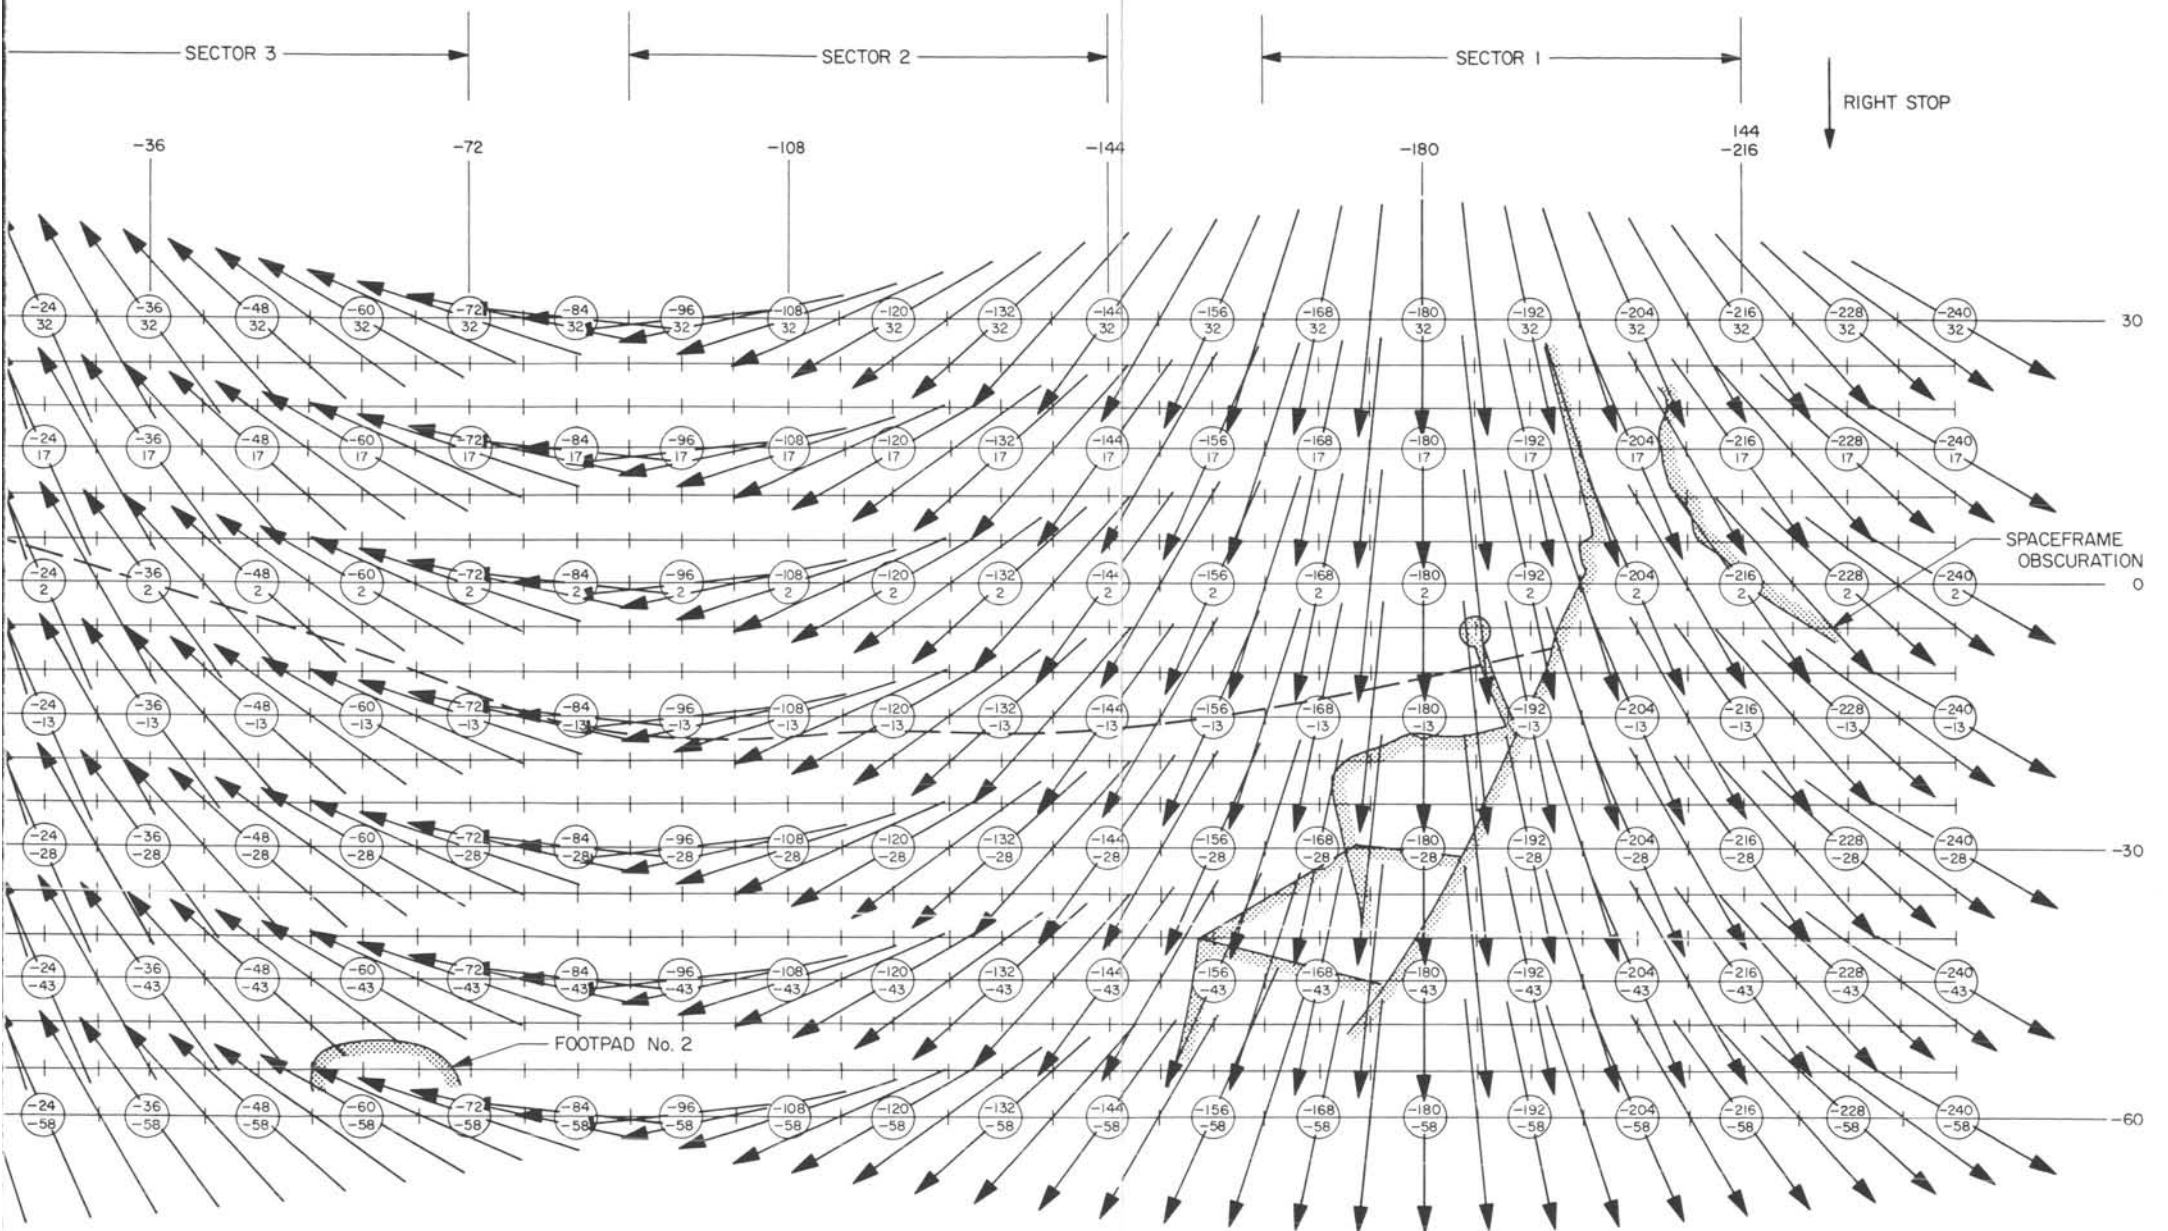 SECTOR 3 SECTOR 2 SECTOR 1
RIGHT STOP
144
-36 -72 -108 -144 -180 -216
-24 -36 -48 -60 -72 -84 -96 -108 -120 -132 -144 -156 -168 -180 -192 -204 -216 -228 -240
32 32 32 32 32 32 32 32 32 32 32 32 32 32 32 32 32 32 32
30
-24 -36 -48 -60 -72 -84 -96 -108 -120 -132 -144 -156 -168 -180 -192 -204 -216 -228 -240
17 17 17 17 17 17 17 17 17 17 17 17 17 17 17 17 17 17 17
SPACEFRAME
OBSCURATION
-24 -36 -48 -60 -72 -84 -96 -108 -120 -132 -144 -156 -168 -180 -192 -204 -216 -228 -240
2 2 2 2 2 2 2 2 2 2 2 2 2 2 2 2 2 2 2
0
-24 -36 -48 -60 -72 -84 -96 -108 -120 -132 -144 -156 -168 -180 -192 -204 -216 -228 -240
-13 -13 -13 -13 -13 -13 -13 -13 -13 -13 -13 -13 -13 -13 -13 -13 -13 -13 -13
-24 -36 -48 -60 -72 -84 -96 -108 -120 -132 -144 -156 -168 -180 -192 -204 -216 -228 -240
-28 -28 -28 -28 -28 -28 -28 -28 -28 -28 -28 -28 -28 -28 -28 -28 -28 -28 -28
-30
-24 -36 -48 -60 -72 -84 -96 -108 -120 -132 -144 -156 -168 -180 -192 -204 -216 -228 -240
-43 -43 -43 -43 -43 -43 -43 -43 -43 -43 -43 -43 -43 -43 -43 -43 -43 -43 -43
FOOTPAD No. 2
-24 -36 -48 -60 -72 -84 -96 -108 -120 -132 -144 -156 -168 -180 -192 -204 -216 -228 -240
-58 -58 -58 -58 -58 -58 -58 -58 -58 -58 -58 -58 -58 -58 -58 -58 -58 -58 -58
-60